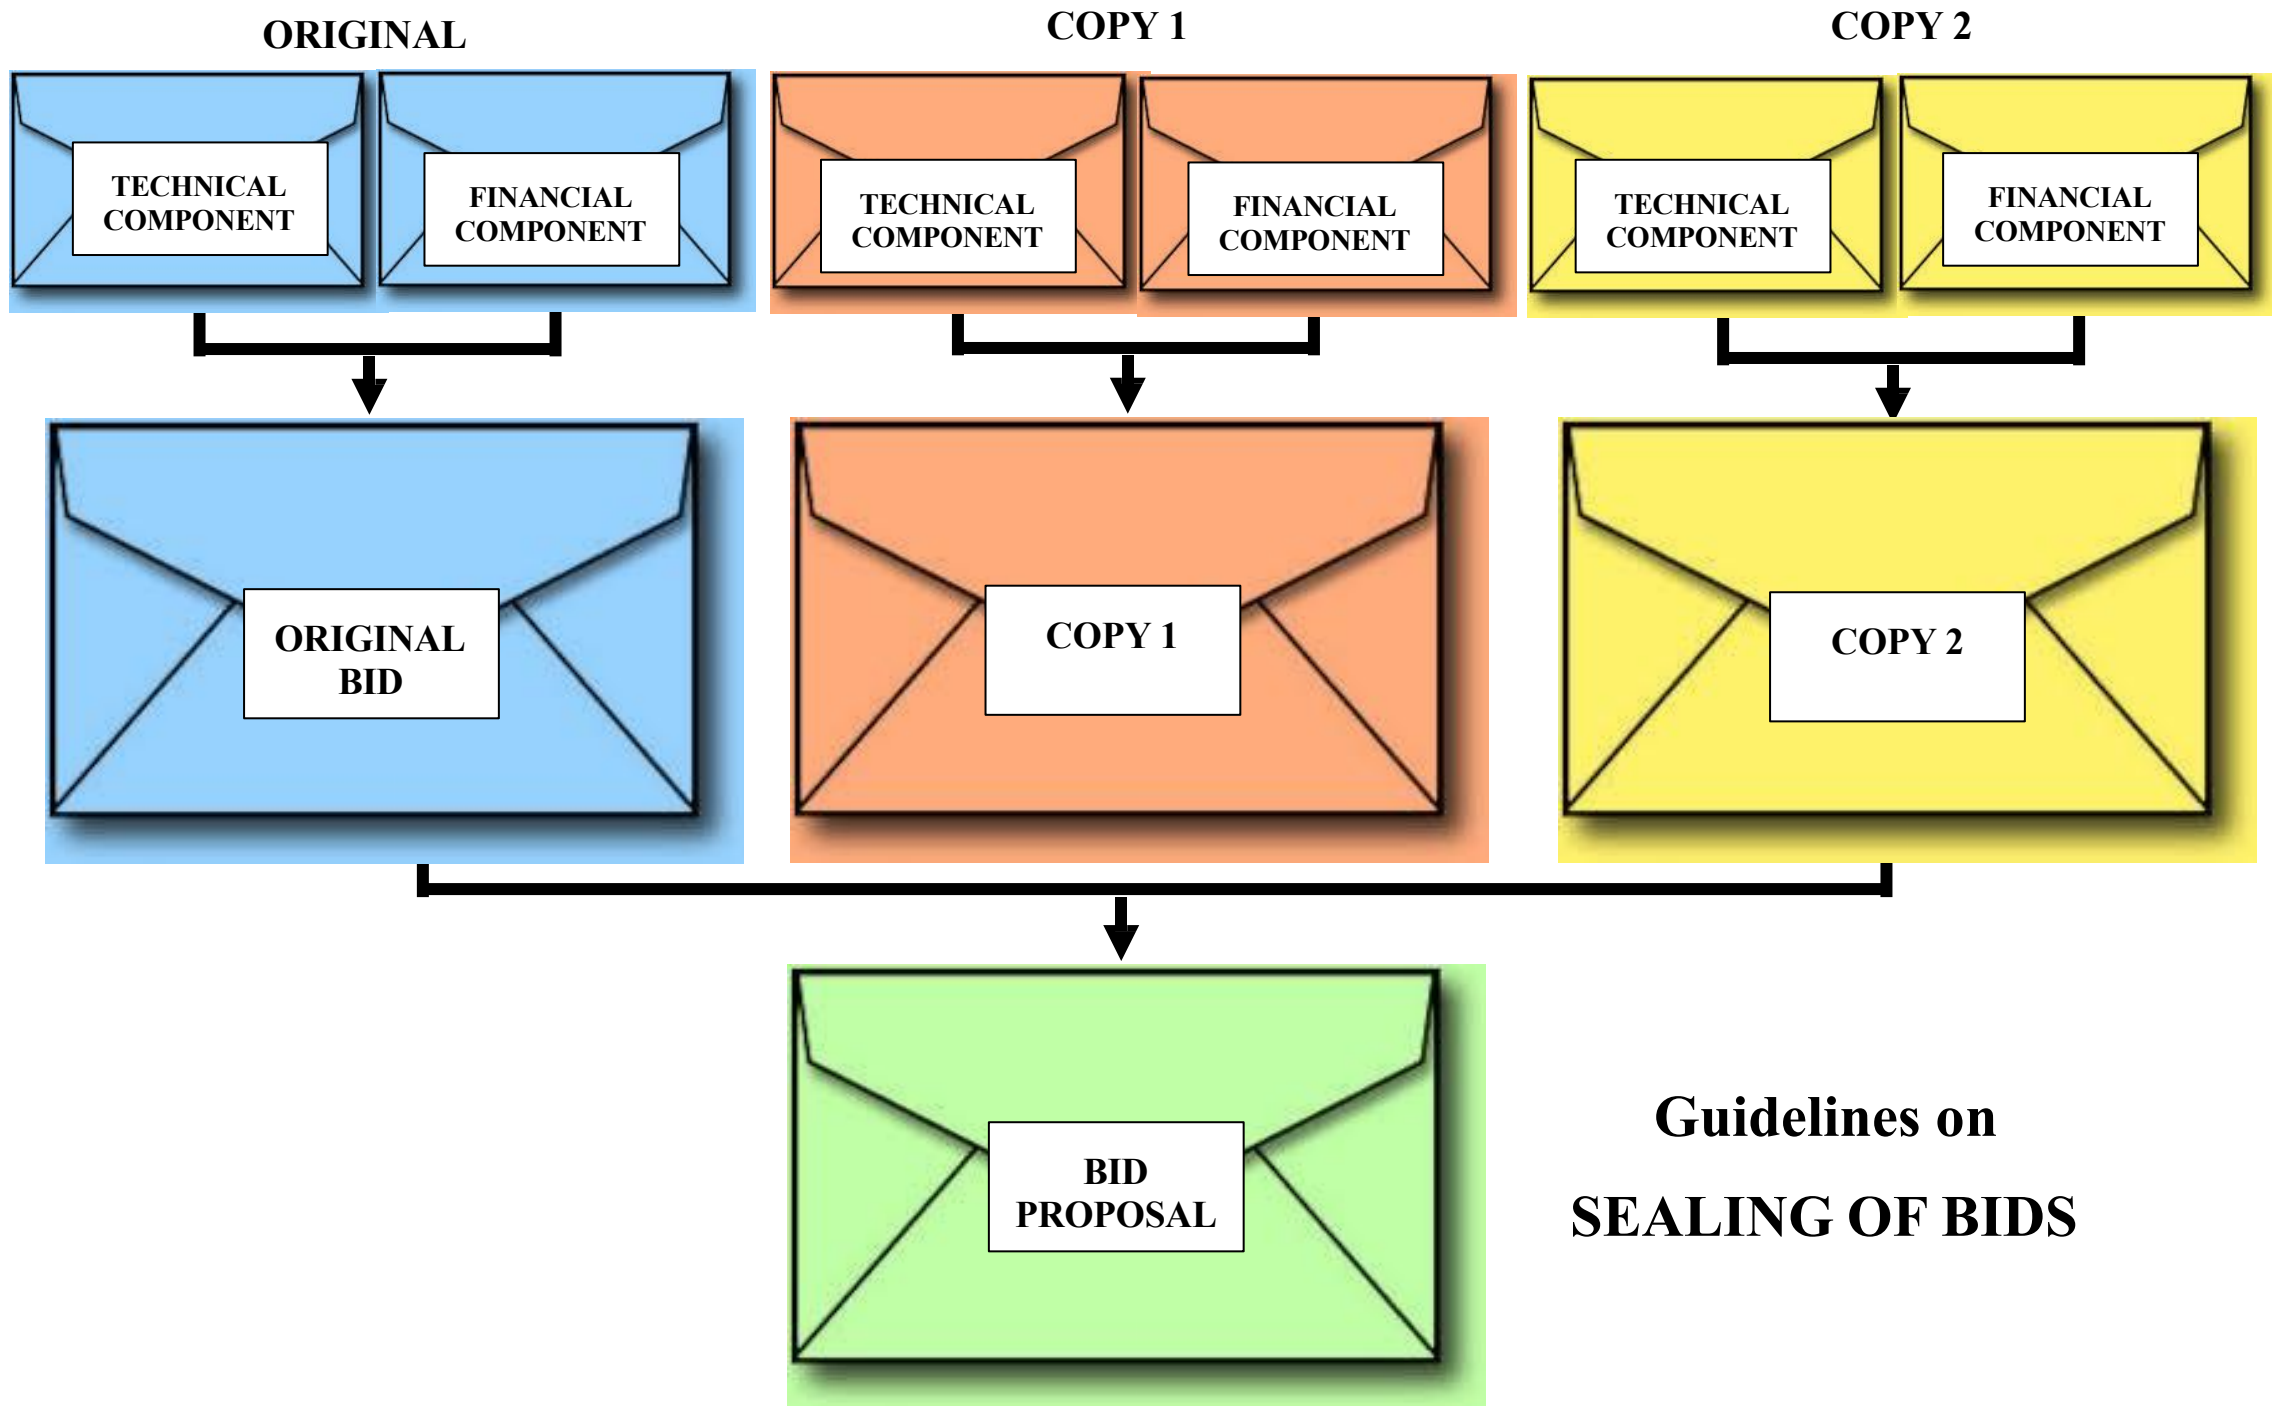 ORIGINAL
COPY 1
COPY 2
TECHNICAL
COMPONENT
FINANCIAL
COMPONENT
TECHNICAL
COMPONENT
FINANCIAL
COMPONENT
TECHNICAL
COMPONENT
FINANCIAL
COMPONENT
ORIGINAL
BID
COPY 1
COPY 2
BID
PROPOSAL
Guidelines on
SEALING OF BIDS